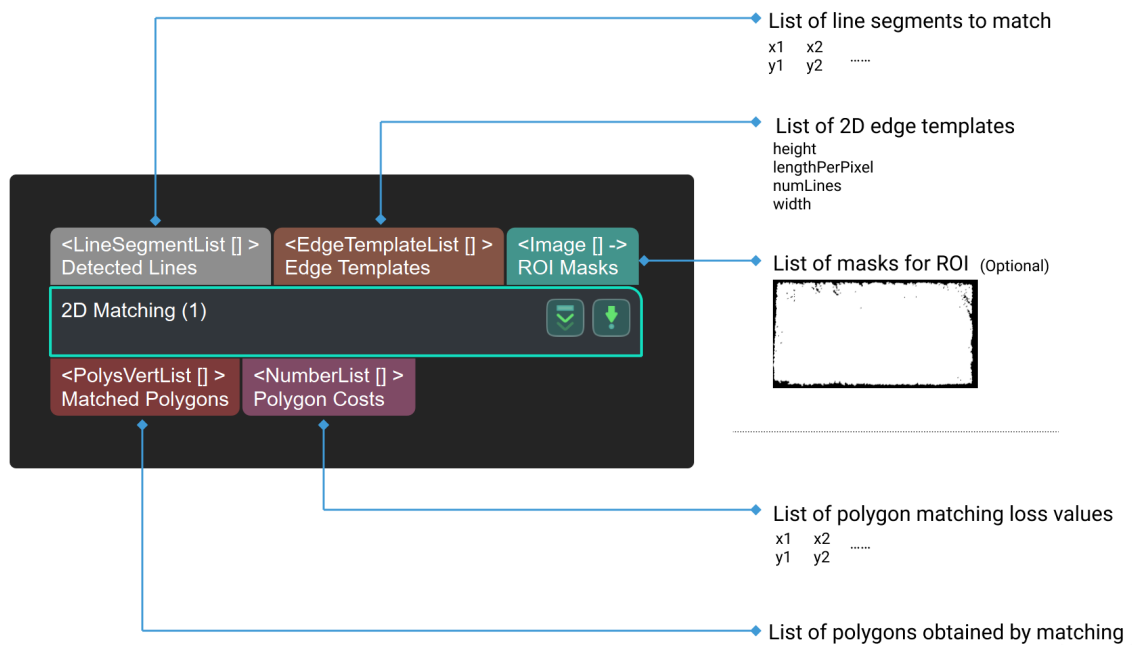 List of line segments to match
x1 x2
y1 y2 ......
List of 2D edge templates
height
lengthPerPixel
numLines
width
<LineSegmentList [] >
Detected Lines
<EdgeTemplateList [] >
Edge Templates
<Image [] ->
ROI Masks
List of masks for ROI (Optional)
2D Matching (1)
<PolysVertList [] >
Matched Polygons
<NumberList [] >
Polygon Costs
List of polygon matching loss values
x1 x2
y1 y2 ......
List of polygons obtained by matching